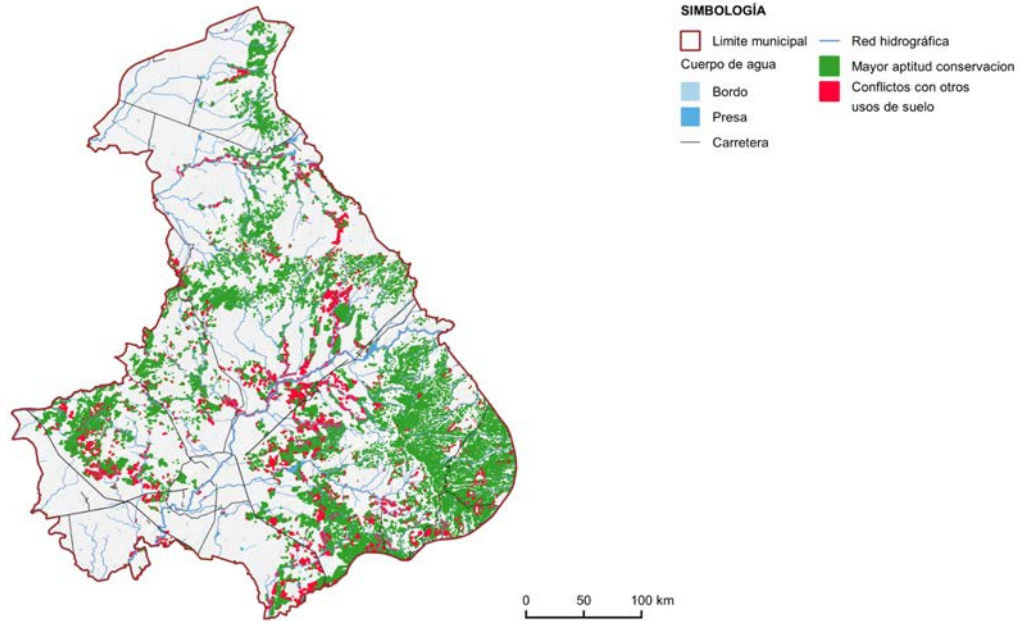 SIMBOLOGÍA
Limite municipal
Red hidrográfica
Cuerpo de agua
Mayor aptitud conservacion
Bordo
Conflictos con otros
usos de suelo
Presa
Carretera
0 50 100 km